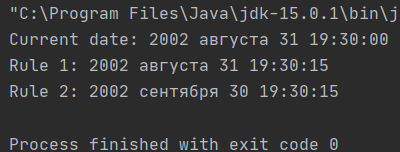 "C:\Program Files\Java\jdk-15.0.1\bin\j
Current date: 2002 августа 31 19:30:00
Rule 1: 2002 августа 31 19:30:15
Rule 2: 2002 сентября 30 19:30:15
Process finished with exit code 0